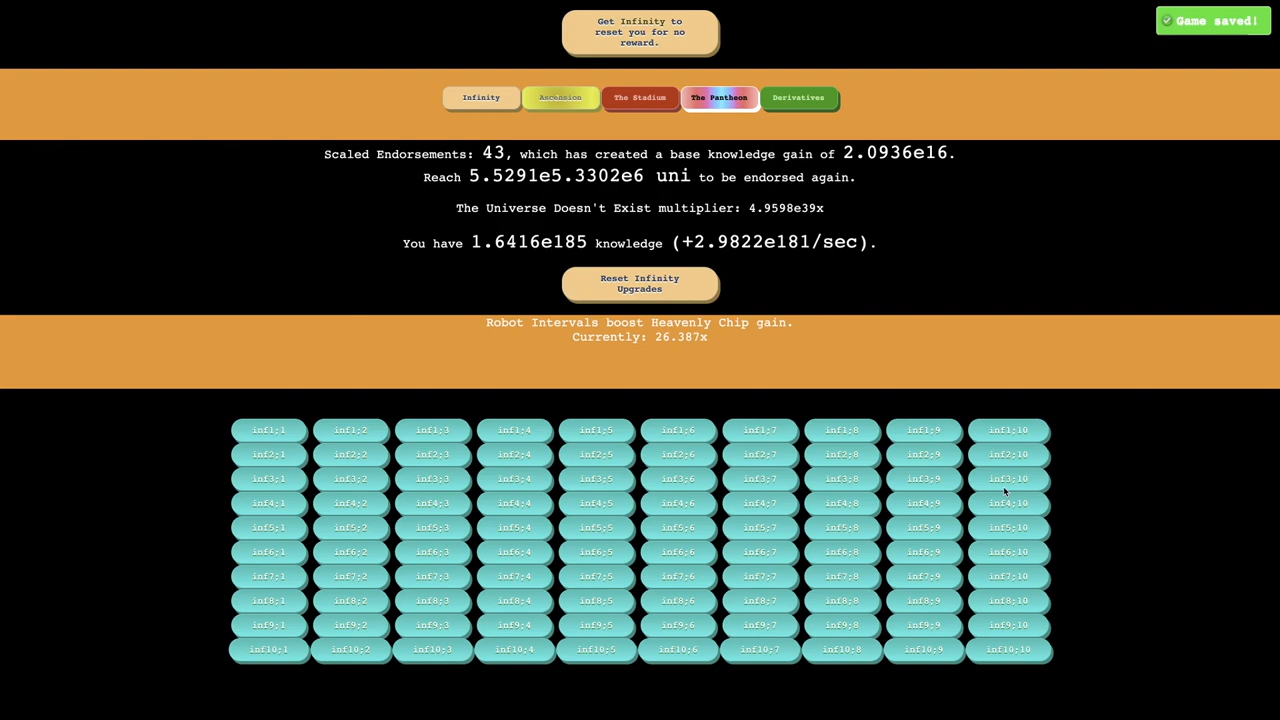 Get Infinity to
reset you for no
reward.
Game saved!
Infinity Ascension The Stadium The Pantheon Derivatives
Scaled Endorsements: 43, which has created a base knowledge gain of 2.0936e16.
Reach 5.5291e5.3302e6 uni to be endorsed again.
The Universe Doesn't Exist multiplier: 4.9598e39x
You have 1.6416e185 knowledge (+2.9822e181/sec).
Reset Infinity
Upgrades
Robot Intervals boost Heavenly Chip gain.
Currently: 26.387x
inf1;1 inf1;2 inf1;3 inf1;4 inf1;5 inf1;6 inf1;7 inf1;8 inf1;9 inf1;10
inf2;1 inf2;2 inf2;3 inf2;4 inf2;5 inf2;6 inf2;7 inf2;8 inf2;9 inf2;10
inf3;1 inf3;2 inf3;3 inf3;4 inf3;5 inf3;6 inf3;7 inf3;8 inf3;9 inf3;10
inf4;1 inf4;2 inf4;3 inf4;4 inf4;5 inf4;6 inf4;7 inf4;8 inf4;9 inf4;10
inf5;1 inf5;2 inf5;3 inf5;4 inf5;5 inf5;6 inf5;7 inf5;8 inf5;9 inf5;10
inf6;1 inf6;2 inf6;3 inf6;4 inf6;5 inf6;6 inf6;7 inf6;8 inf6;9 inf6;10
inf7;1 inf7;2 inf7;3 inf7;4 inf7;5 inf7;6 inf7;7 inf7;8 inf7;9 inf7;10
inf8;1 inf8;2 inf8;3 inf8;4 inf8;5 inf8;6 inf8;7 inf8;8 inf8;9 inf8;10
inf9;1 inf9;2 inf9;3 inf9;4 inf9;5 inf9;6 inf9;7 inf9;8 inf9;9 inf9;10
inf10;1 inf10;2 inf10;3 inf10;4 inf10;5 inf10;6 inf10;7 inf10;8 inf10;9 inf10;10